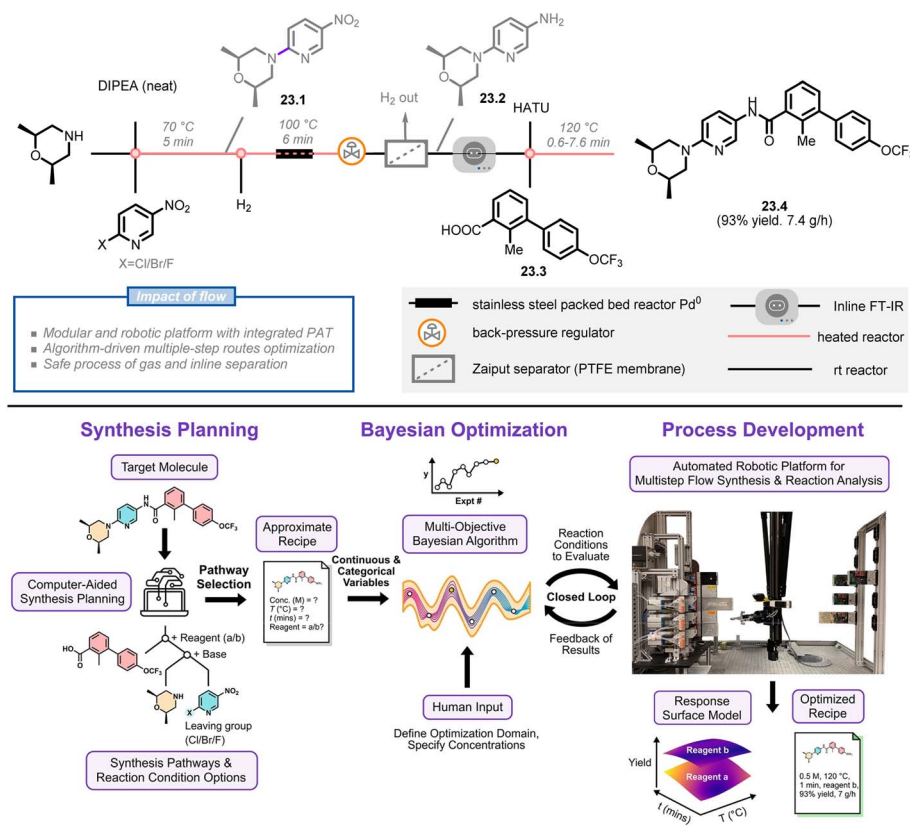 DIPEA (neat)
NH
O
NO2
N
X
X=Cl/Br/F
70 °C
5 min
NO2
N
N
O
23.1
H2
100 °C
6 min
H2 out
NH2
N
N
O
23.2
HATU
HOOC
Me
OCF3
23.3
120 °C
0.6-7.6 min
H
N
O
N
N
O
Me
OCF3
23.4
(93% yield. 7.4 g/h)
Impact of flow
Modular and robotic platform with integrated PAT
Algorithm-driven multiple-step routes optimization
Safe process of gas and inline separation
stainless steel packed bed reactor Pd0
Inline FT-IR
back-pressure regulator
heated reactor
Zaiput separator (PTFE membrane)
rt reactor
Synthesis Planning
Target Molecule
H
N
O
N
N
O
OCF3
Computer-Aided
Synthesis Planning
Pathway
Selection
Approximate
Recipe
Conc. (M) = ?
T (°C) = ?
t (mins) = ?
Reagent = a/b?
HO
O
OCF3
+ Reagent (a/b)
+ Base
NH
O
NO2
X
N
Leaving group
(Cl/Br/F)
Synthesis Pathways &
Reaction Condition Options
Bayesian Optimization
y
Expt #
Multi-Objective
Bayesian Algorithm
Continuous &
Categorical
Variables
Human Input
Define Optimization Domain,
Specify Concentrations
Reaction
Conditions
to Evaluate
Closed Loop
Feedback of
Results
Process Development
Automated Robotic Platform for
Multistep Flow Synthesis & Reaction Analysis
Response
Surface Model
Yield
Reagent b
Reagent a
t (mins)
T (°C)
Optimized
Recipe
0.5 M, 120 °C,
1 min, reagent b,
93% yield, 7 g/h